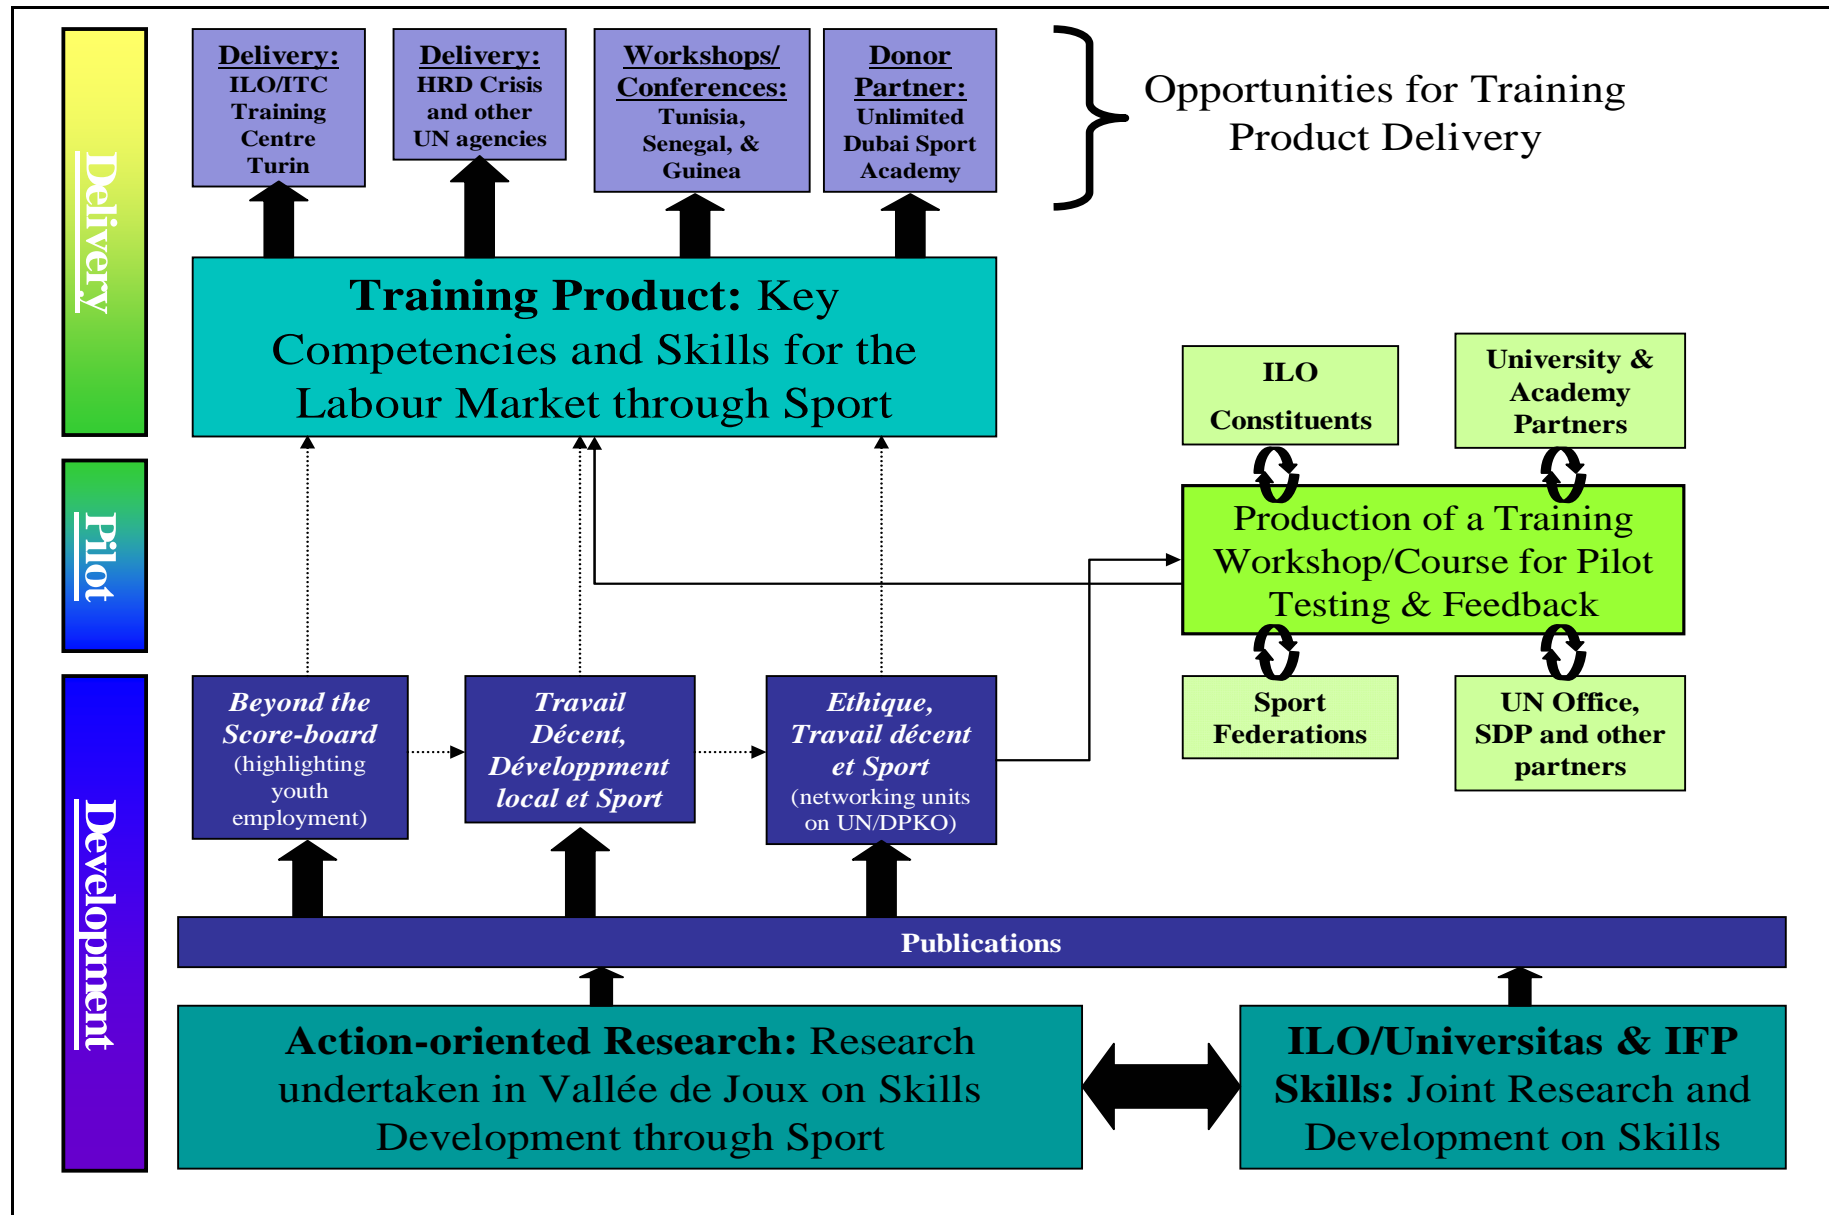 Delivery
Delivery:
ILO/ITC
Training
Centre
Turin
Delivery:
HRD Crisis
and other
UN agencies
Workshops/
Conferences:
Tunisia,
Senegal, &
Guinea
Donor
Partner:
Unlimited
Dubai Sport
Academy
Opportunities for Training
Product Delivery
Training Product: Key
Competencies and Skills for the
Labour Market through Sport
Pilot
ILO
Constituents
University &
Academy
Partners
Production of a Training
Workshop/Course for Pilot
Testing & Feedback
Sport
Federations
UN Office,
SDP and other
partners
Development
Beyond the
Score-board
(highlighting
youth
employment)
Travail
Décent,
Développment
local et Sport
Ethique,
Travail décent
et Sport
(networking units
on UN/DPKO)
Publications
Action-oriented Research: Research
undertaken in Vallée de Joux on Skills
Development through Sport
ILO/Universitas & IFP
Skills: Joint Research and
Development on Skills